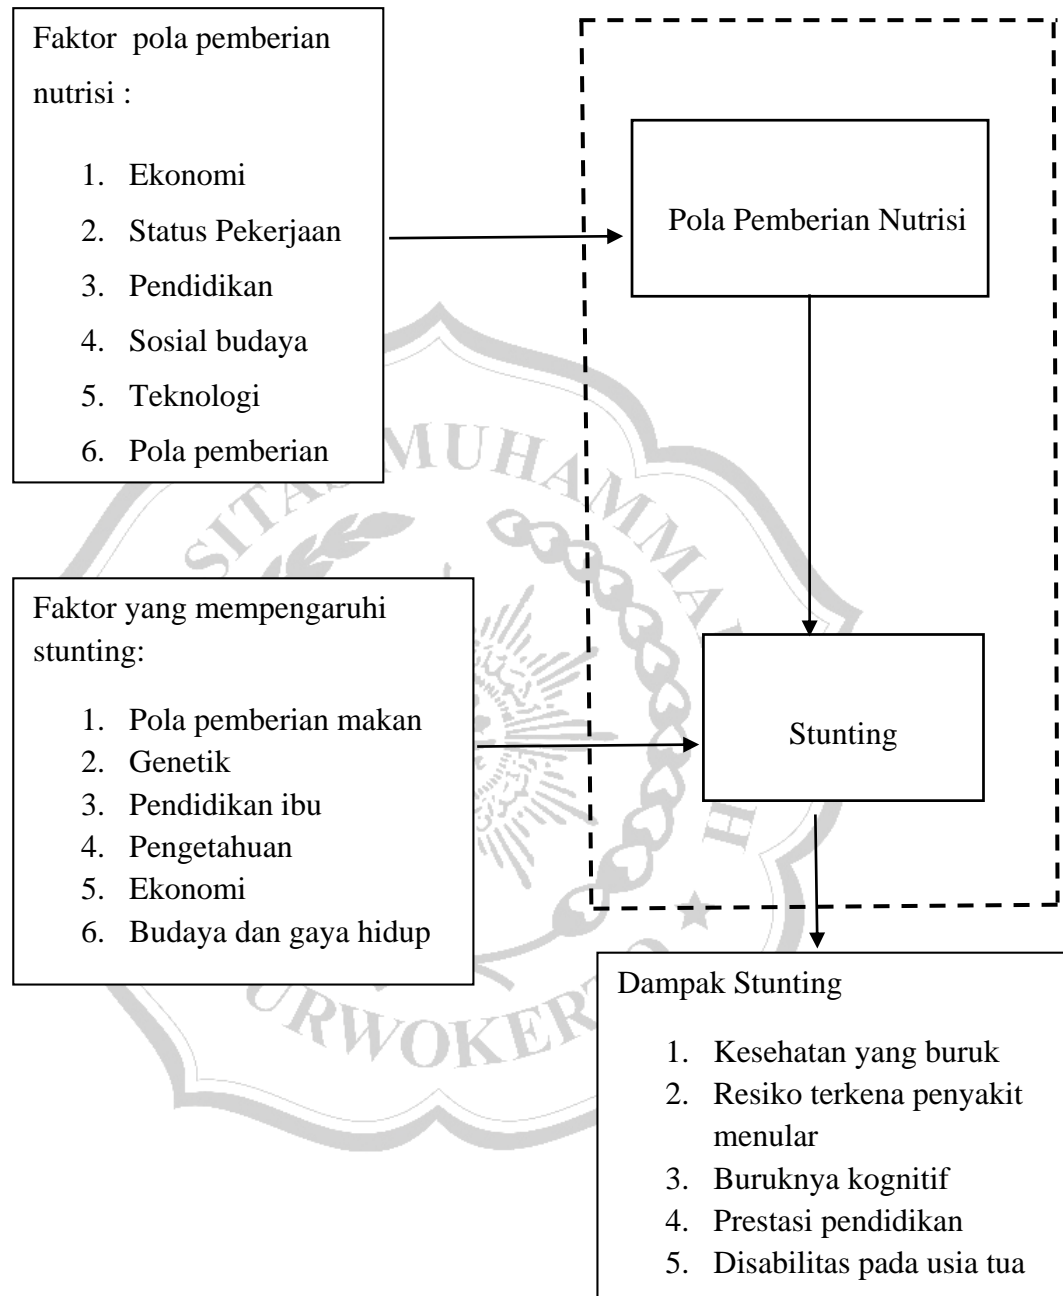 Faktor pola pemberian
nutrisi :
1. Ekonomi
2. Status Pekerjaan
3. Pendidikan
4. Sosial budaya
5. Teknologi
6. Pola pemberian
Pola Pemberian Nutrisi
Faktor yang mempengaruhi
stunting:
1. Pola pemberian makan
2. Genetik
3. Pendidikan ibu
4. Pengetahuan
5. Ekonomi
6. Budaya dan gaya hidup
Stunting
Dampak Stunting
1. Kesehatan yang buruk
2. Resiko terkena penyakit
menular
3. Buruknya kognitif
4. Prestasi pendidikan
5. Disabilitas pada usia tua